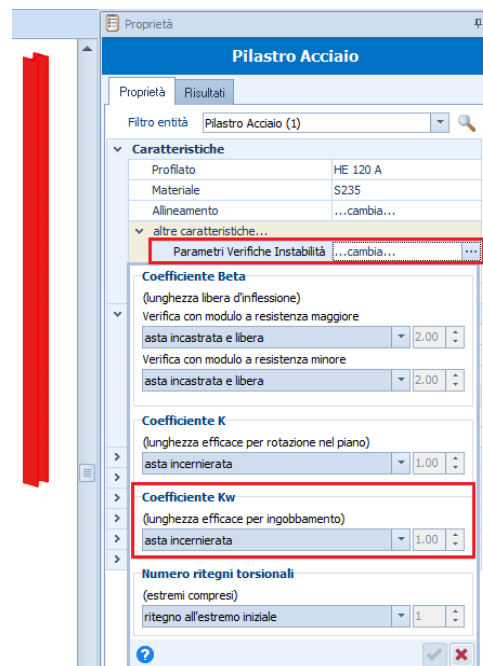 Proprietà
Pilastro Acciaio
Proprietà Risultati
Filtro entità Pilastro Acciaio (1)
Caratteristiche
Profilato HE 120 A
Materiale S235
Allineamento ...cambia...
altre caratteristiche...
Parametri Verifiche Instabilità ...cambia... ...
Coefficiente Beta
(lunghezza libera d'inflessione)
Verifica con modulo a resistenza maggiore
asta incastrata e libera 2.00
Verifica con modulo a resistenza minore
asta incastrata e libera 2.00
Coefficiente K
(lunghezza efficace per rotazione nel piano)
asta incernierata 1.00
Coefficiente Kw
(lunghezza efficace per ingobbamento)
asta incernierata 1.00
Numero ritegni torsionali
(estremi compresi)
ritegno all'estremo iniziale 1
?